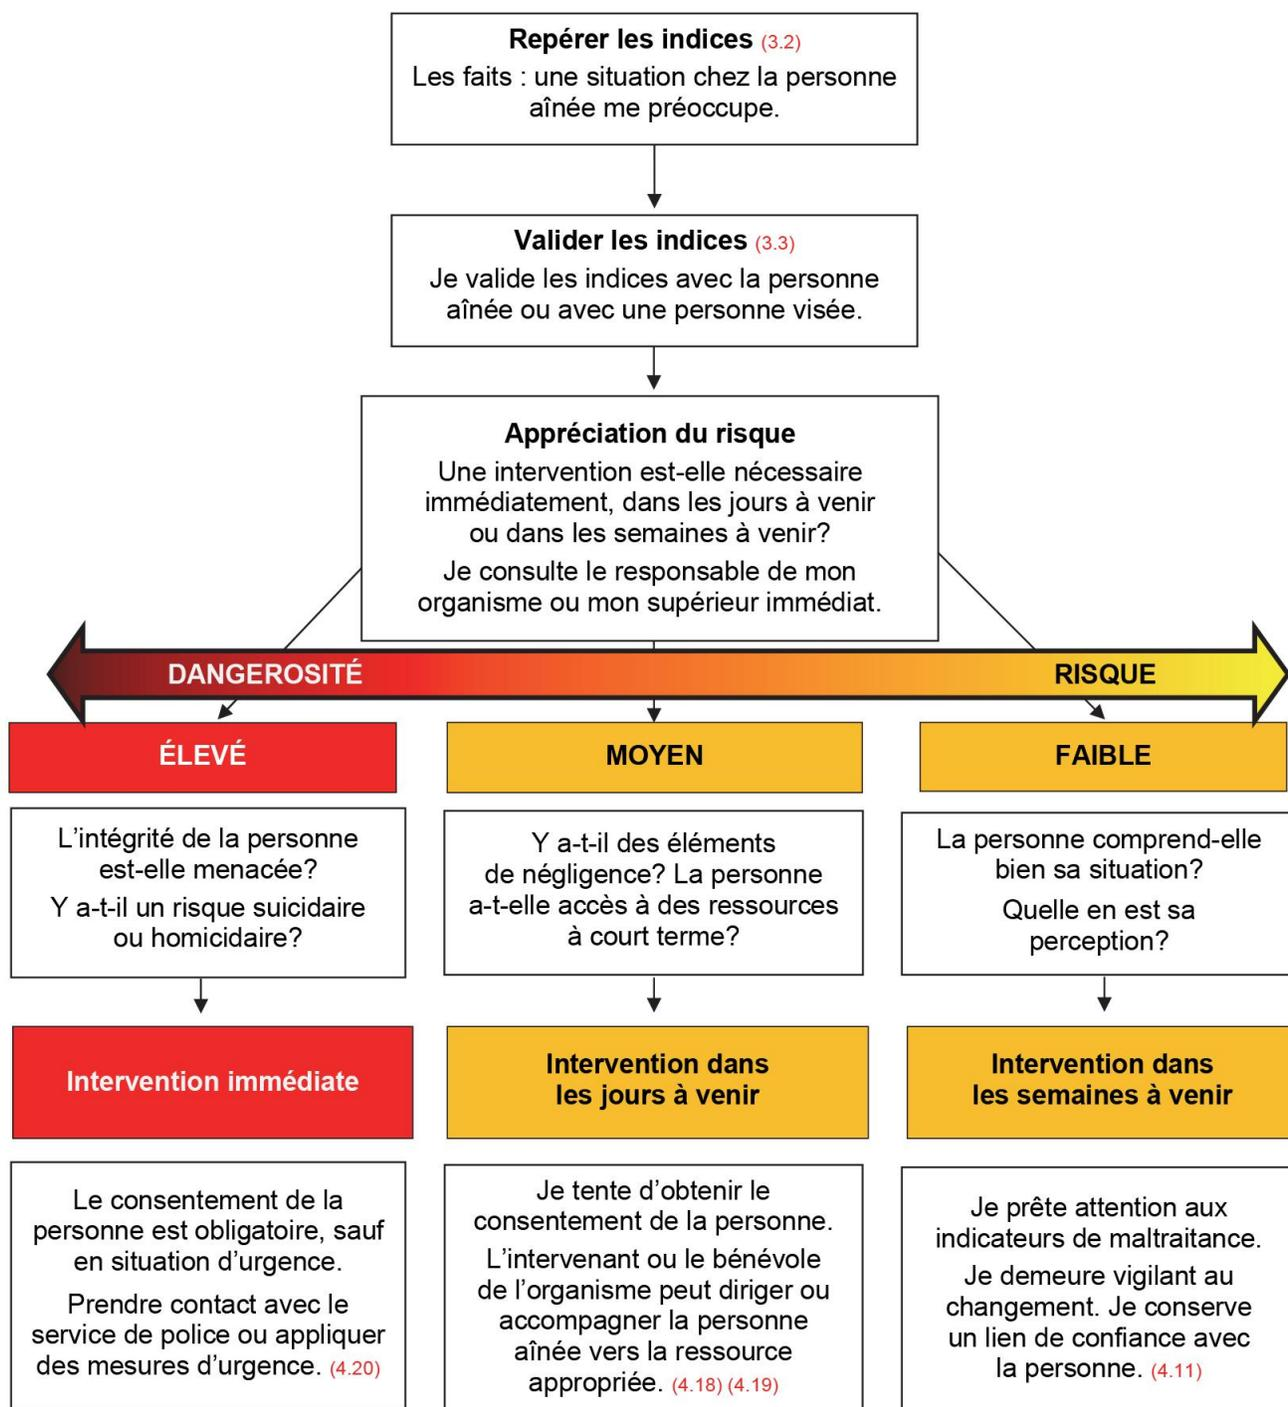 Repérer les indices (3.2)
Les faits : une situation chez la personne
aînée me préoccupe.
Valider les indices (3.3)
Je valide les indices avec la personne
aînée ou avec une personne visée.
Appréciation du risque
Une intervention est-elle nécessaire
immédiatement, dans les jours à venir
ou dans les semaines à venir?
Je consulte le responsable de mon
organisme ou mon supérieur immédiat.
DANGEROSITÉ
RISQUE
ÉLEVÉ
L'intégrité de la personne
est-elle menacée?
Y a-t-il un risque suicidaire
ou homicidaire?
Intervention immédiate
Le consentement de la
personne est obligatoire, sauf
en situation d'urgence.
Prendre contact avec le
service de police ou appliquer
des mesures d'urgence. (4.20)
MOYEN
Y a-t-il des éléments
de négligence? La personne
a-t-elle accès à des ressources
à court terme?
Intervention dans
les jours à venir
Je tente d'obtenir le
consentement de la personne.
L'intervenant ou le bénévole
de l'organisme peut diriger ou
accompagner la personne
aînée vers la ressource
appropriée. (4.18) (4.19)
FAIBLE
La personne comprend-elle
bien sa situation?
Quelle en est sa
perception?
Intervention dans
les semaines à venir
Je prête attention aux
indicateurs de maltraitance.
Je demeure vigilant au
changement. Je conserve
un lien de confiance avec
la personne. (4.11)